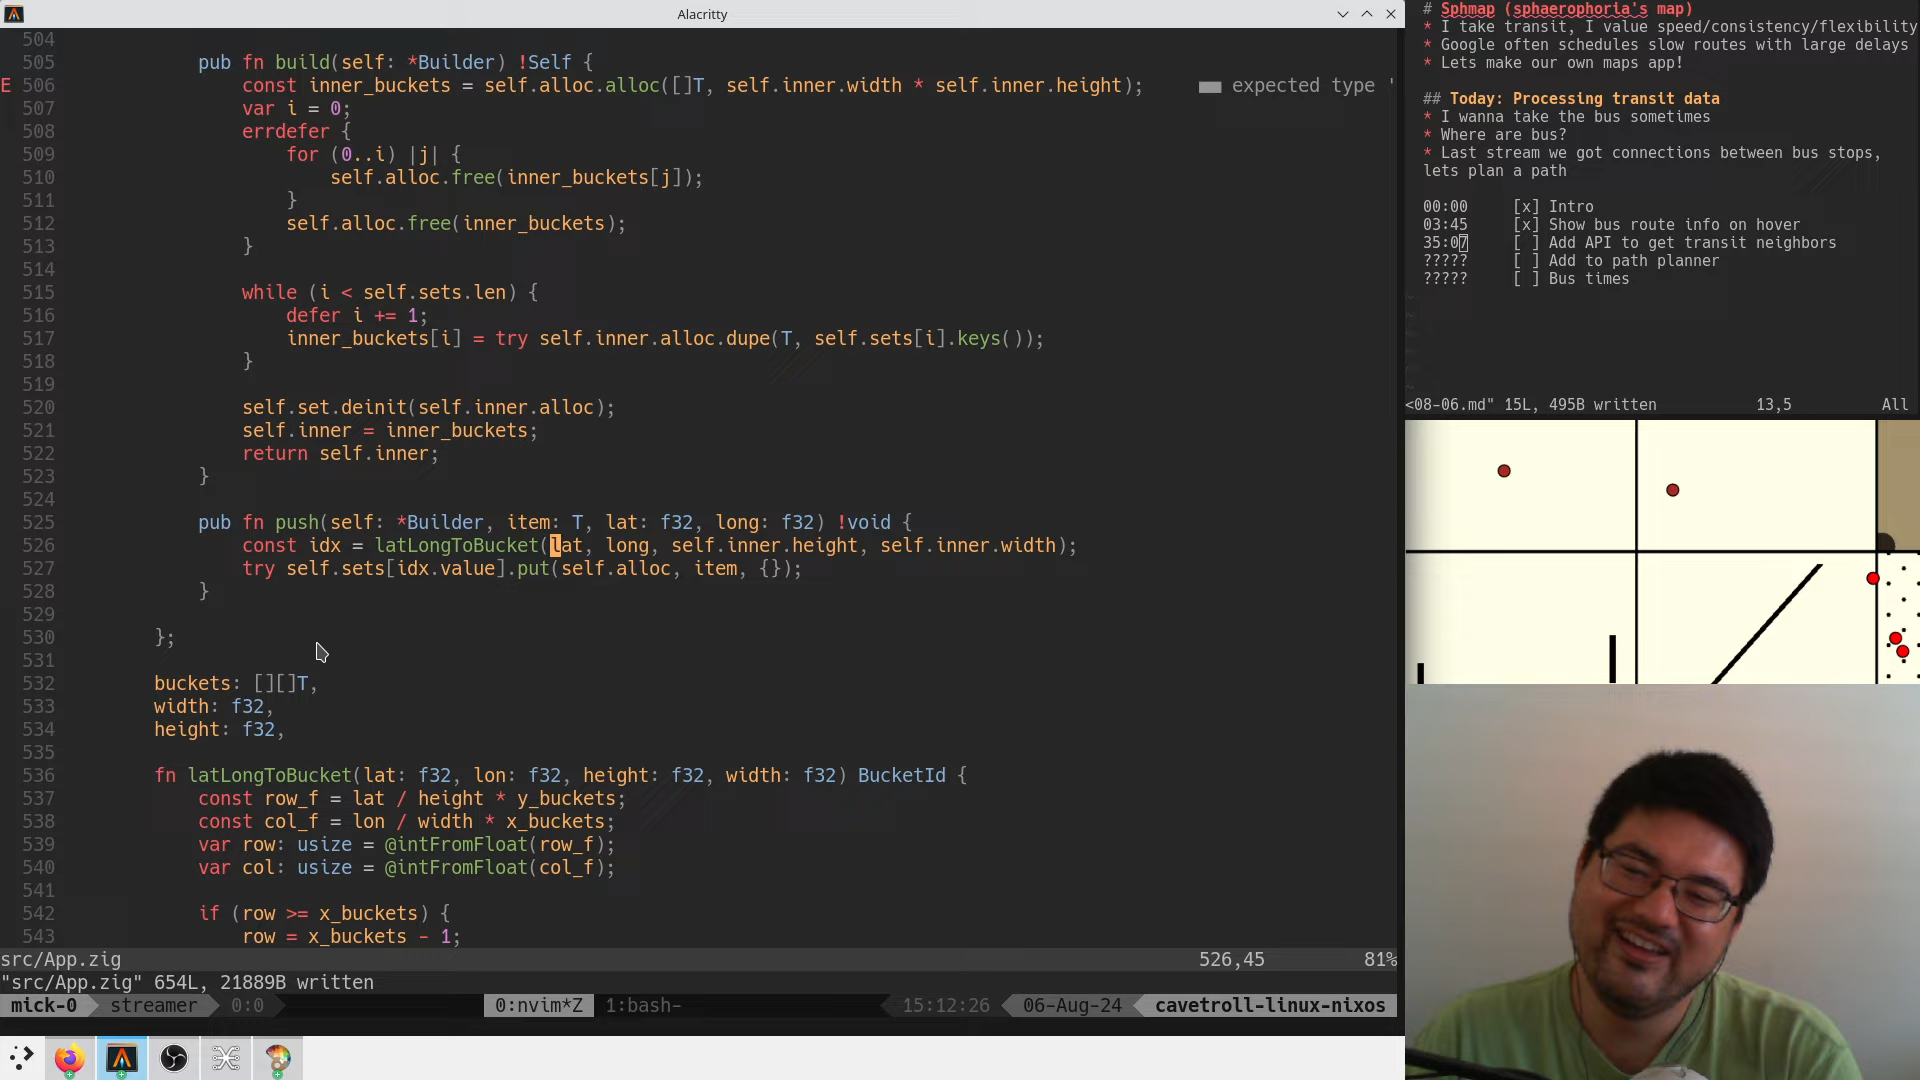 Alacritty
504
505 pub fn build(self: *Builder) !Self {
E 506 const inner_buckets = self.alloc.alloc([]T, self.inner.width * self.inner.height); expected type '
507 var i = 0;
508 errdefer {
509 for (0..i) |j| {
510 self.alloc.free(inner_buckets[j]);
511 }
512 self.alloc.free(inner_buckets);
513 }
514
515 while (i < self.sets.len) {
516 defer i += 1;
517 inner_buckets[i] = try self.inner.alloc.dupe(T, self.sets[i].keys());
518 }
519
520 self.set.deinit(self.inner.alloc);
521 self.inner = inner_buckets;
522 return self.inner;
523 }
524
525 pub fn push(self: *Builder, item: T, lat: f32, long: f32) !void {
526 const idx = latLongToBucket(lat, long, self.inner.height, self.inner.width);
527 try self.sets[idx.value].put(self.alloc, item, {});
528 }
529
530 };
531
532 buckets: [][]T,
533 width: f32,
534 height: f32,
535
536 fn latLongToBucket(lat: f32, lon: f32, height: f32, width: f32) BucketId {
537 const row_f = lat / height * y_buckets;
538 const col_f = lon / width * x_buckets;
539 var row: usize = @intFromFloat(row_f);
540 var col: usize = @intFromFloat(col_f);
541
542 if (row >= x_buckets) {
543 row = x_buckets - 1;
src/App.zig 526,45 81%
"src/App.zig" 654L, 21889B written
mick-0 streamer 0:0 0:nvim*Z 1:bash- 15:12:26 06-Aug-24 cavetroll-linux-nixos
# Sphmap (sphaerophoria's map)
* I take transit, I value speed/consistency/flexibility
* Google often schedules slow routes with large delays
* Lets make our own maps app!
## Today: Processing transit data
* I wanna take the bus sometimes
* Where are bus?
* Last stream we got connections between bus stops,
lets plan a path
00:00 [x] Intro
03:45 [x] Show bus route info on hover
35:07 [ ] Add API to get transit neighbors
????? [ ] Add to path planner
????? [ ] Bus times
~
~
~
~
~
<08-06.md" 15L, 495B written 13,5 All